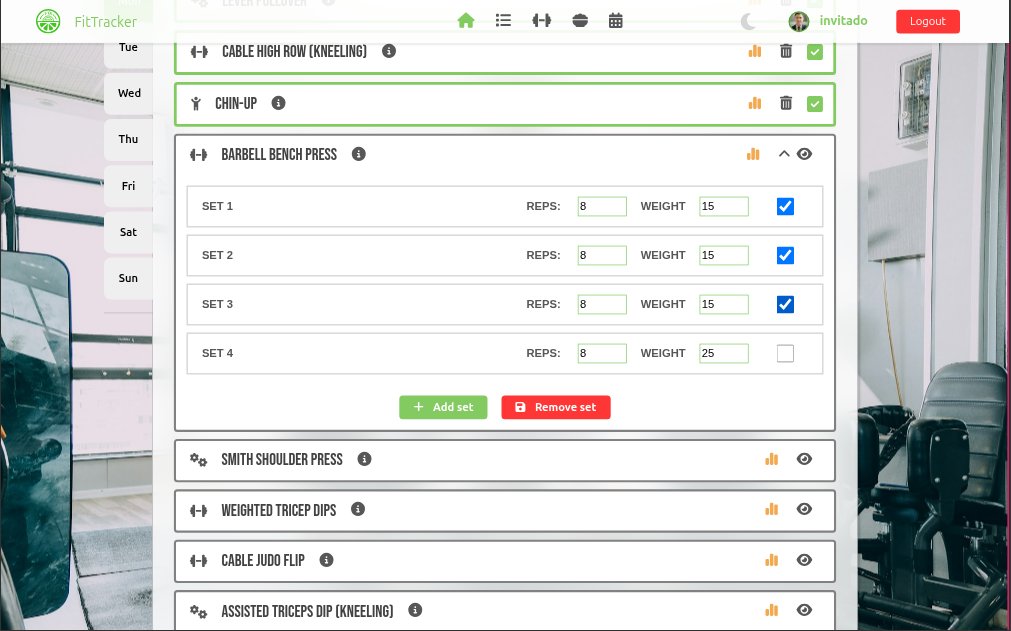 LEVER PULLOVER
FitTracker
invitado
Logout
Tue
CABLE HIGH ROW (KNEELING)
Wed
CHIN-UP
Thu
BARBELL BENCH PRESS
Fri
SET 1 REPS: 8 WEIGHT 15
Sat
SET 2 REPS: 8 WEIGHT 15
Sun
SET 3 REPS: 8 WEIGHT 15
SET 4 REPS: 8 WEIGHT 25
Add set Remove set
SMITH SHOULDER PRESS
WEIGHTED TRICEP DIPS
CABLE JUDO FLIP
ASSISTED TRICEPS DIP (KNEELING)